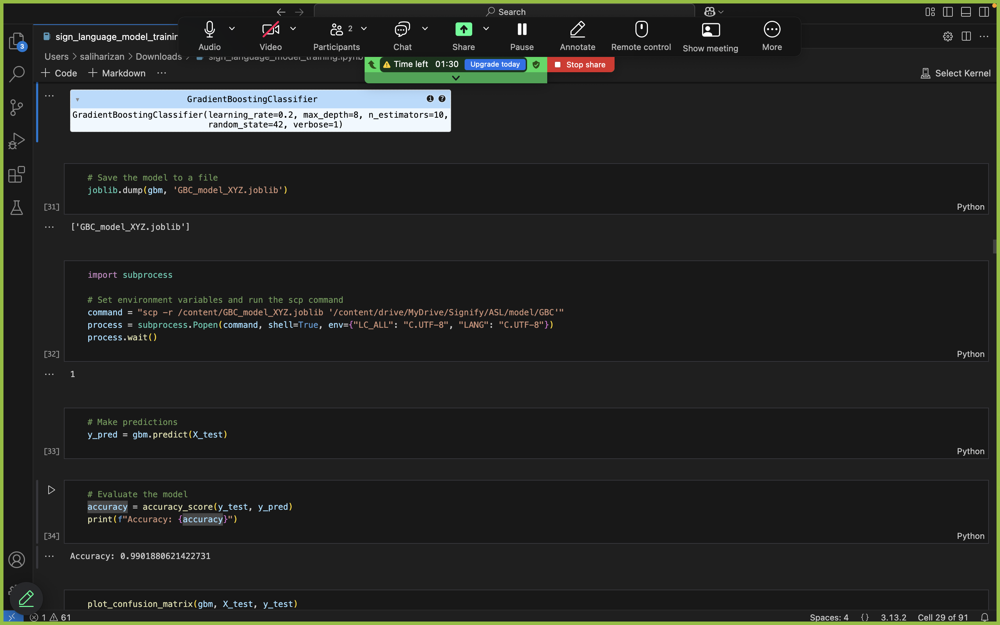 Search
Audio
Video
Participants
2
Chat
Share
Pause
Annotate
Remote control
Show meeting
More
3
sign_language_model_trainin
Users > saliharizan > Downloads > sign_language_model_training.ipynb
Time left 01:30 Upgrade today
Stop share
+ Code + Markdown ...
Select Kernel
GradientBoostingClassifier
GradientBoostingClassifier(learning_rate=0.2, max_depth=8, n_estimators=10,
random_state=42, verbose=1)
# Save the model to a file
joblib.dump(gbm, 'GBC_model_XYZ.joblib')
[31]
Python
['GBC_model_XYZ.joblib']
import subprocess
# Set environment variables and run the scp command
command = "scp -r /content/GBC_model_XYZ.joblib '/content/drive/MyDrive/Signify/ASL/model/GBC'"
process = subprocess.Popen(command, shell=True, env={"LC_ALL": "C.UTF-8", "LANG": "C.UTF-8"})
process.wait()
[32]
Python
1
# Make predictions
y_pred = gbm.predict(X_test)
[33]
Python
# Evaluate the model
accuracy = accuracy_score(y_test, y_pred)
print(f"Accuracy: {accuracy}")
[34]
Python
Accuracy: 0.9901880621422731
plot_confusion_matrix(gbm, X_test, y_test)
1 61
Spaces: 4 {} 3.13.2 Cell 29 of 91